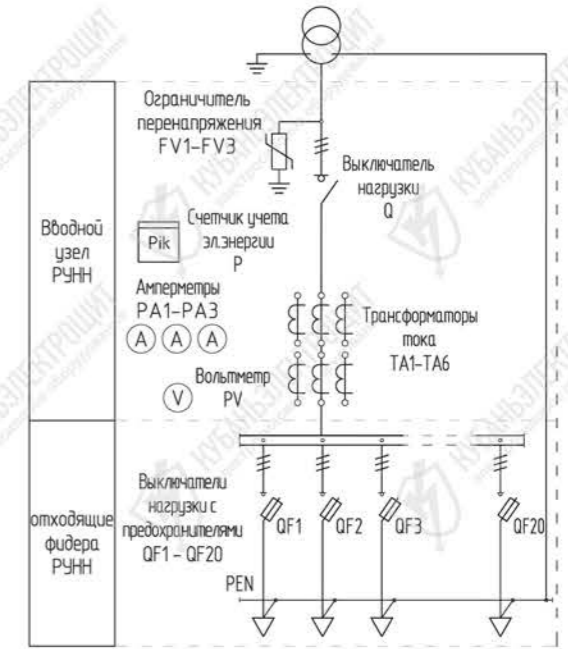 Ограничитель
перенапряжения
FV1-FV3
Выключатель
нагрузки
Q
Вводной
узел
РУНН
Счетчик учета
эл.энергии
P
Pik
Амперметры
PA1-PA3
A A A
Трансформаторы
тока
TA1-TA6
Вольтметр
PV
V
отходящие
фидера
РУНН
Выключатели
нагрузки с
предохранителями
QF1 - QF20
QF1 QF2 QF3 QF20
PEN
КУБАНЬЭЛЕКТРОЩИТ